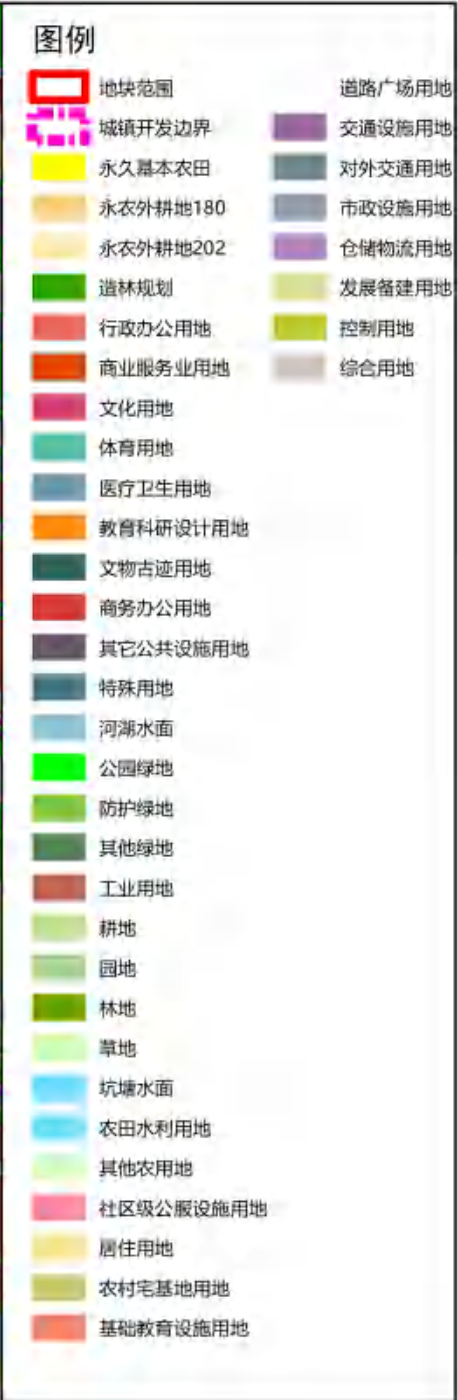 图例
地块范围
城镇开发边界
永久基本农田
永农外耕地180
永农外耕地202
造林规划
行政办公用地
商业服务业用地
文化用地
体育用地
医疗卫生用地
教育科研设计用地
文物古迹用地
商务办公用地
其它公共设施用地
特殊用地
河湖水面
公园绿地
防护绿地
其他绿地
工业用地
耕地
园地
林地
草地
坑塘水面
农田水利用地
其他农用地
社区级公服设施用地
居住用地
农村宅基地用地
基础教育设施用地
道路广场用地
交通设施用地
对外交通用地
市政设施用地
仓储物流用地
发展备建用地
控制用地
综合用地